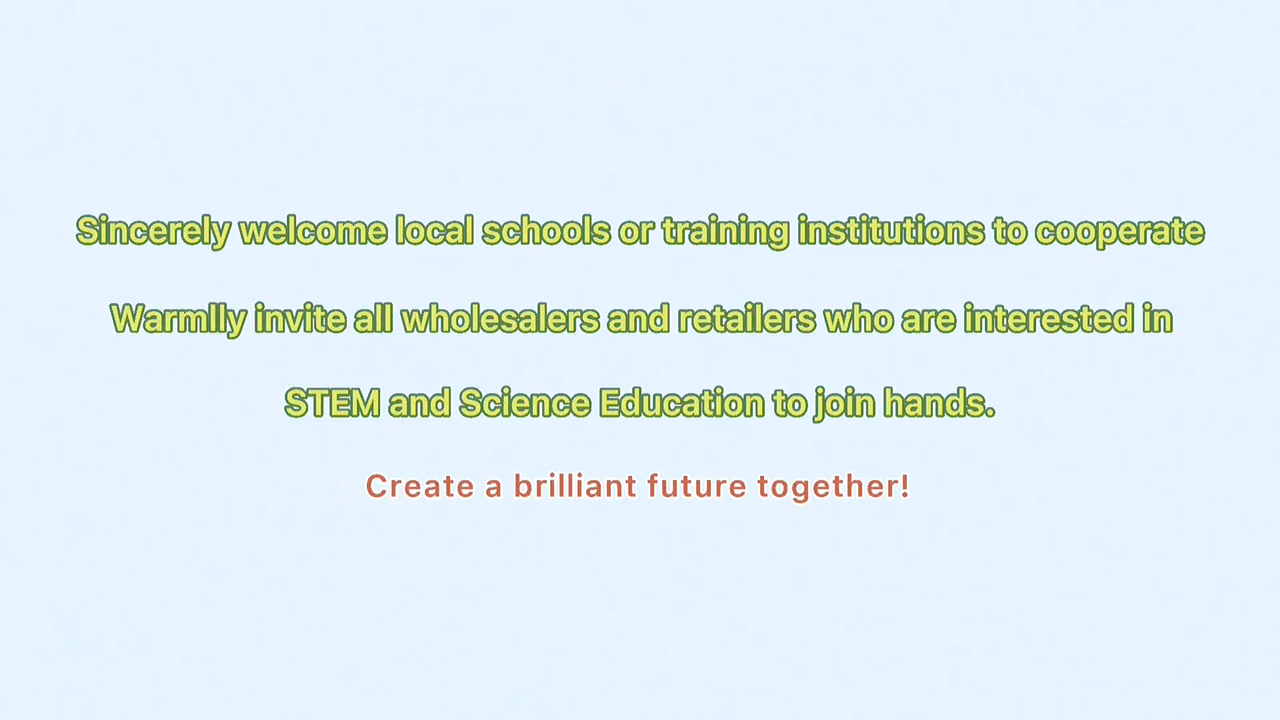 Sincerely welcome local schools or training institutions to cooperate
Warmlly invite all wholesalers and retailers who are interested in
STEM and Science Education to join hands.
Create a brilliant future together!